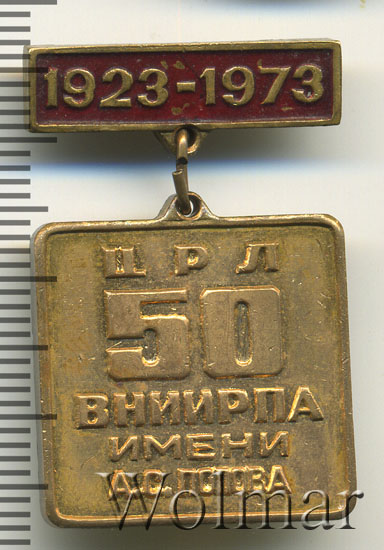 1923-1973
ЦРЛ
50
ВНИИРПА
ИМЕНИ
А.С. ПОПОВА
Wolmar